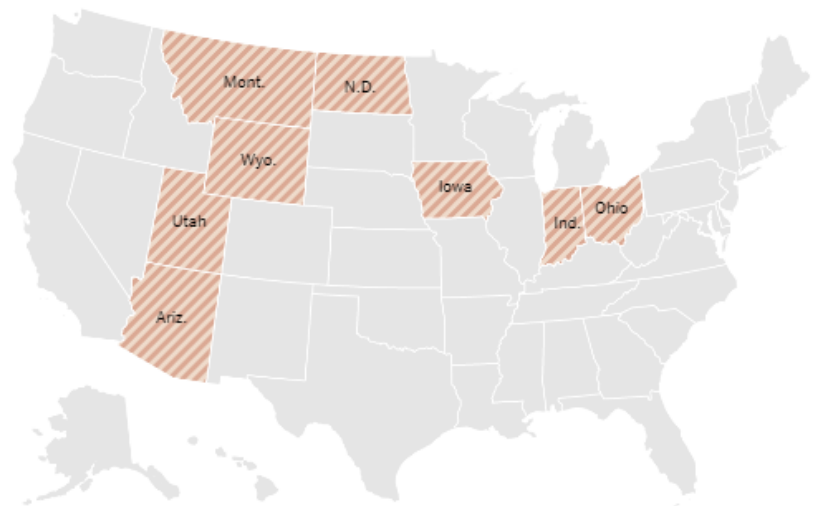 Mont.
N.D.
Wyo.
Iowa
Utah
Ind.
Ohio
Ariz.